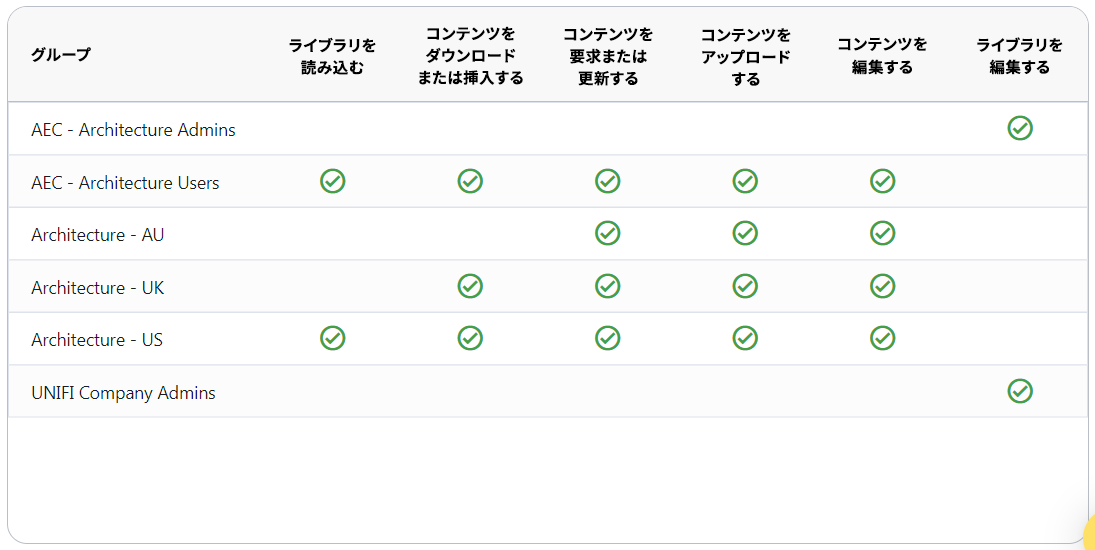 グループ
ライブラリを
読み込む
コンテンツを
ダウンロード
または挿入する
コンテンツを
要求または
更新する
コンテンツを
アップロード
する
コンテンツを
編集する
ライブラリを
編集する
AEC - Architecture Admins
AEC - Architecture Users
Architecture - AU
Architecture - UK
Architecture - US
UNIFI Company Admins